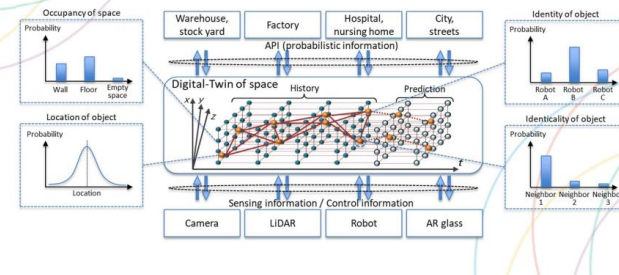 Occupancy of space
Probability
Wall Floor Empty
space
Location of object
Probability
Location
Warehouse,
stock yard
Factory
Hospital,
nursing home
City,
streets
API (probabilistic information)
Digital-Twin of space
History
Prediction
x y
z
t
Sensing information / Control information
Camera
LiDAR
Robot
AR glass
Identity of object
Probability
Robot Robot Robot
A B C
Identicality of object
Probability
Neighbor Neighbor Neighbor
1 2 3